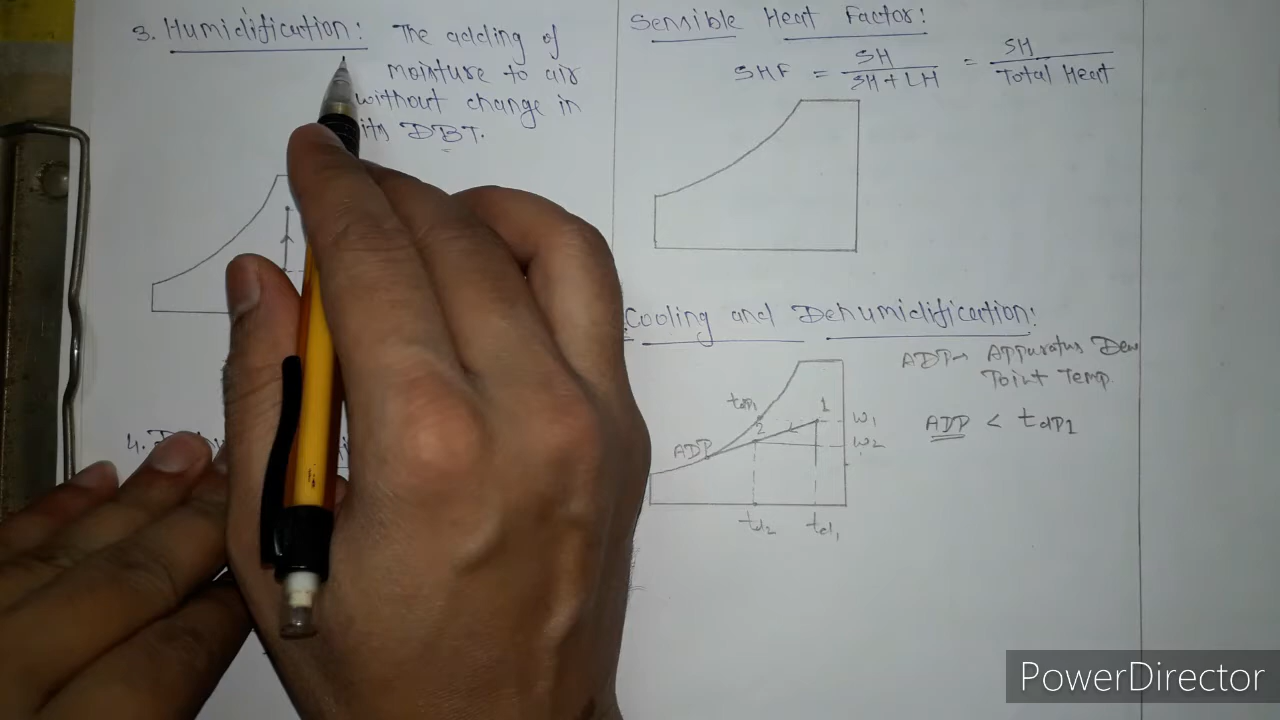 3. Humidification: The adding of
moisture to air
without change in
its DBT.
4.
Sensible Heat Factor:
SHF = SH / SH + LH = SH / Total Heat
Cooling and Dehumidification:
ADP → Apparatus Dew
Point Temp.
ADP < tdp1
tdp1
1
2
ADP
w1
w2
td2 td1
PowerDirector